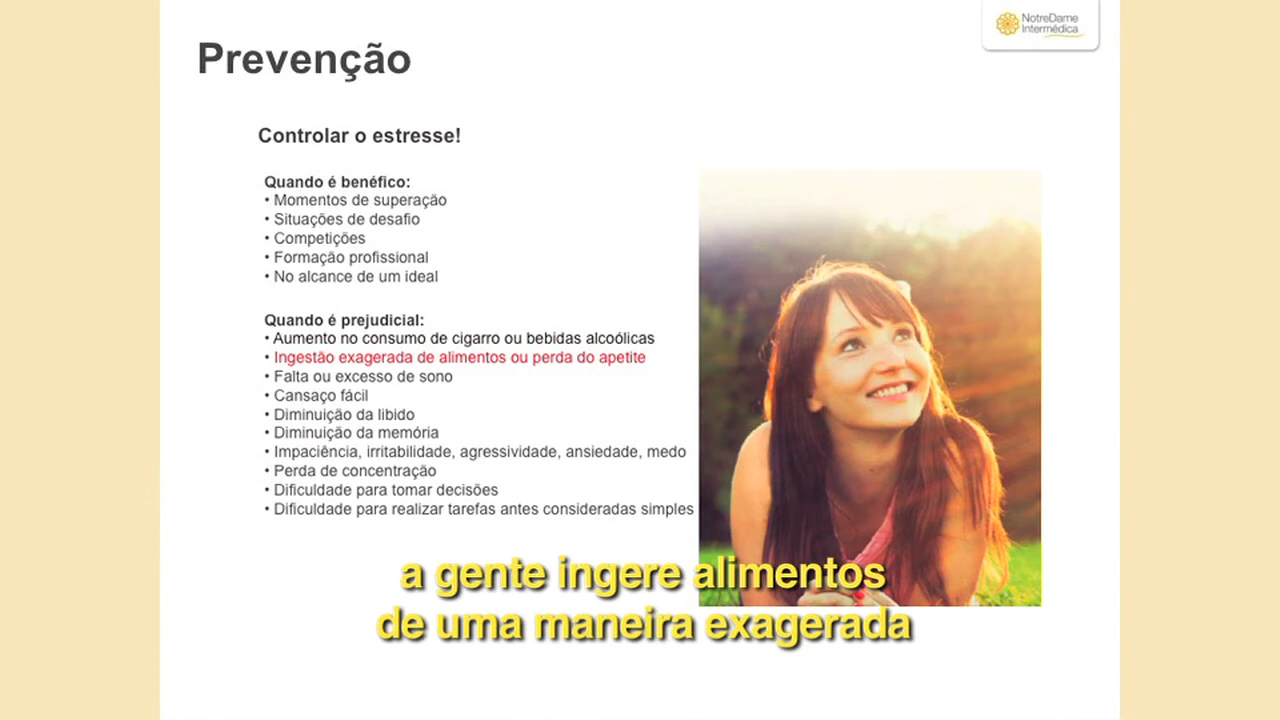 NotreDame
Intermédica
Prevenção
Controlar o estresse!
Quando é benéfico:
• Momentos de superação
• Situações de desafio
• Competições
• Formação profissional
• No alcance de um ideal
Quando é prejudicial:
• Aumento no consumo de cigarro ou bebidas alcoólicas
• Ingestão exagerada de alimentos ou perda do apetite
• Falta ou excesso de sono
• Cansaço fácil
• Diminuição da libido
• Diminuição da memória
• Impaciência, irritabilidade, agressividade, ansiedade, medo
• Perda de concentração
• Dificuldade para tomar decisões
• Dificuldade para realizar tarefas antes consideradas simples
a gente ingere alimentos
de uma maneira exagerada